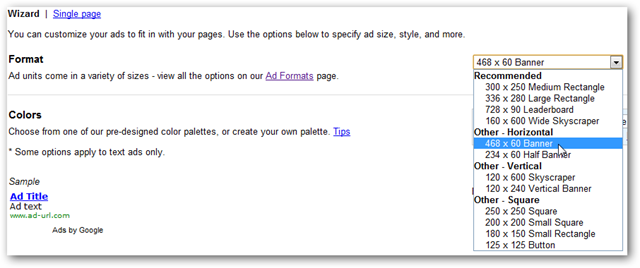 Wizard | Single page
You can customize your ads to fit in with your pages. Use the options below to specify ad size, style, and more.
Format
Ad units come in a variety of sizes - view all the options on our Ad Formats page.
468 x 60 Banner
Recommended
300 x 250 Medium Rectangle
336 x 280 Large Rectangle
728 x 90 Leaderboard
160 x 600 Wide Skyscraper
Other - Horizontal
468 x 60 Banner
234 x 60 Half Banner
Other - Vertical
120 x 600 Skyscraper
120 x 240 Vertical Banner
Other - Square
250 x 250 Square
200 x 200 Small Square
180 x 150 Small Rectangle
125 x 125 Button
Colors
Choose from one of our pre-designed color palettes, or create your own palette. Tips
* Some options apply to text ads only.
Sample
Ad Title
Ad text
www.ad-url.com
Ads by Google